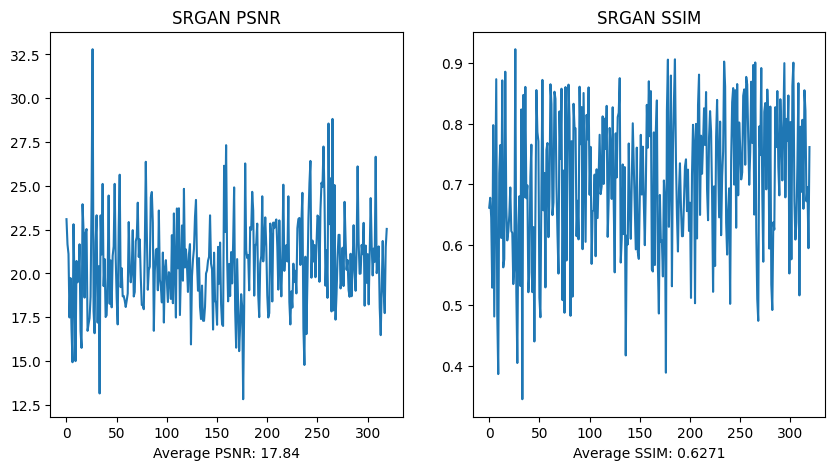 SRGAN PSNR
32.5
30.0
27.5
25.0
22.5
20.0
17.5
15.0
12.5
0 50 100 150 200 250 300
Average PSNR: 17.84
SRGAN SSIM
0.9
0.8
0.7
0.6
0.5
0.4
0 50 100 150 200 250 300
Average SSIM: 0.6271